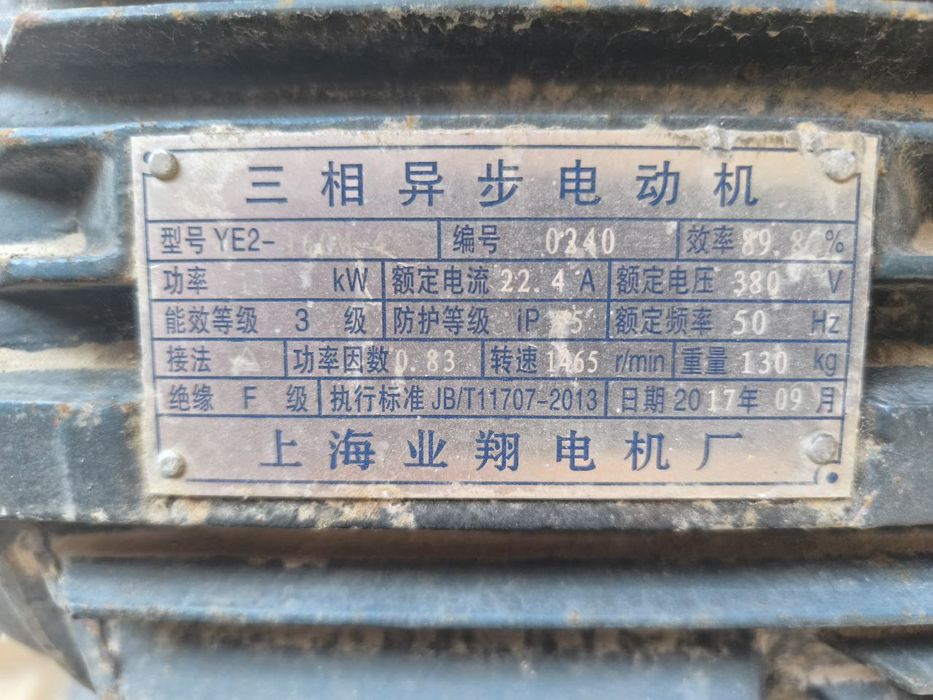 三相异步电动机
型号 YE2- 编号 0240 效率 89. %
功率 kW 额定电流 22.4 A 额定电压 380 V
能效等级 3 级 防护等级 iP 5 额定频率 50 Hz
接法 △ 功率因数 0.83 转速 1465 r/min 重量 130 kg
绝缘 F 级 执行标准 JB/T11707-2013 日期 2017年 09月
上海业翔电机厂